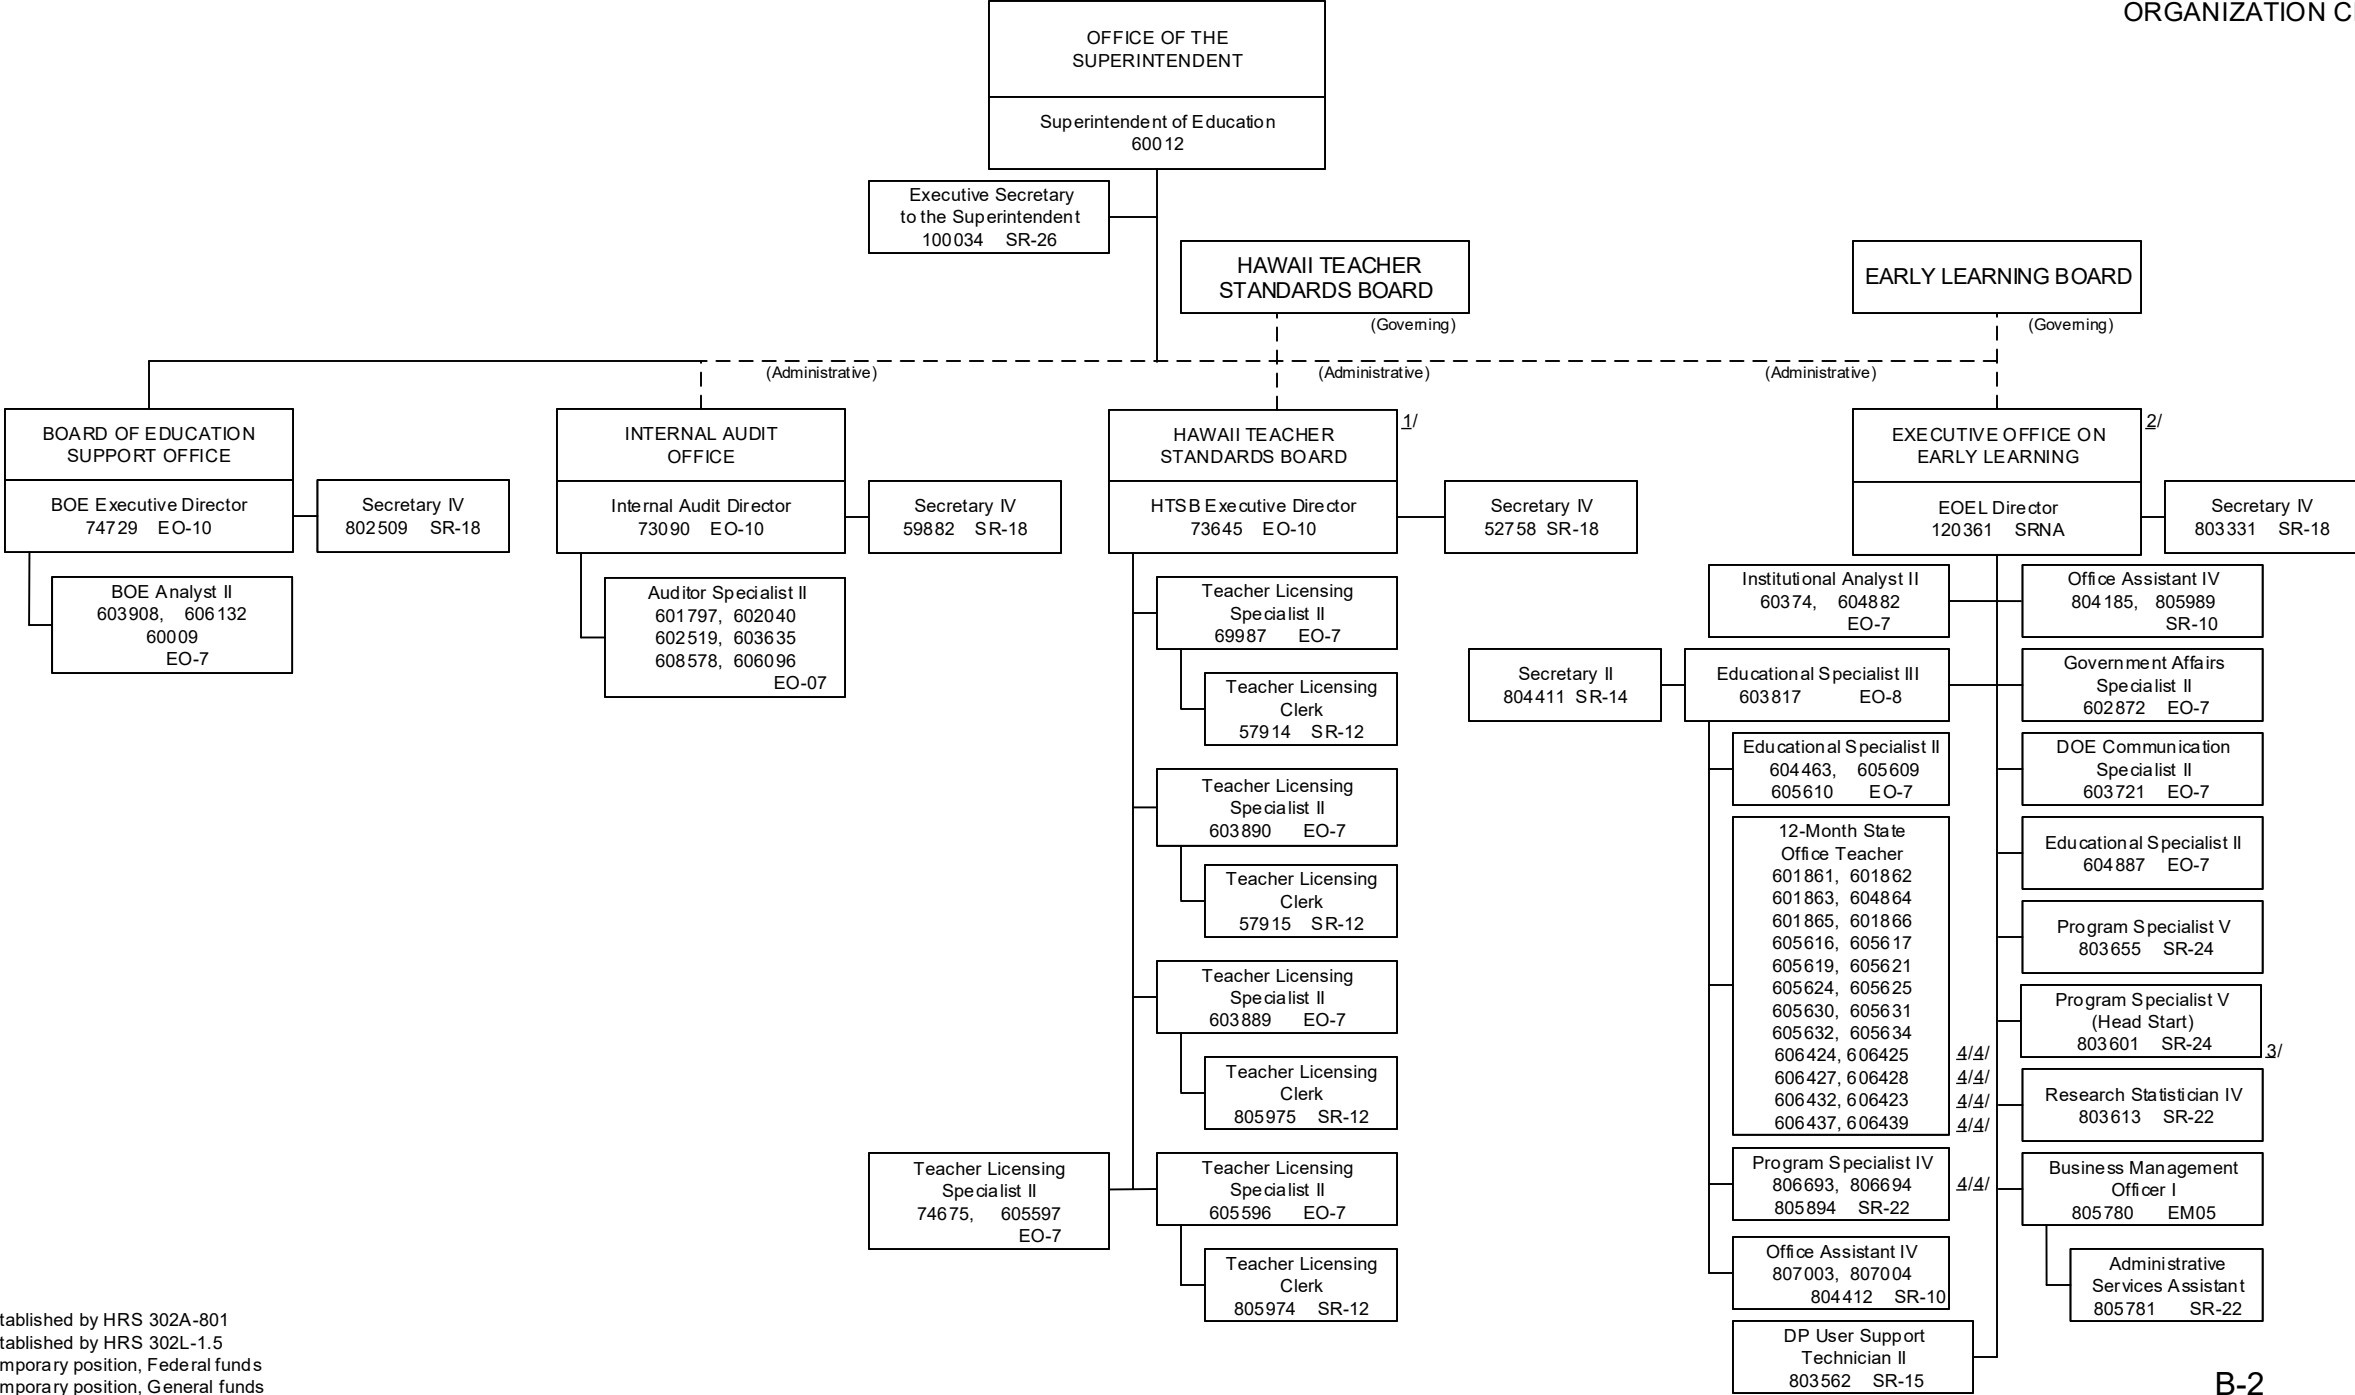 ORGANIZATION
OFFICE OF THE
SUPERINTENDENT
Superintendent of Education
60012
Executive Secretary
to the Superintendent
100034 SR-26
HAWAII TEACHER
STANDARDS BOARD
(Governing)
EARLY LEARNING BOARD
(Governing)
(Administrative)
(Administrative)
(Administrative)
BOARD OF EDUCATION
SUPPORT OFFICE
BOE Executive Director
74729 EO-10
Secretary IV
802509 SR-18
BOE Analyst II
603908, 606132
60009
EO-7
INTERNAL AUDIT
OFFICE
Internal Audit Director
73090 EO-10
Secretary IV
59882 SR-18
Auditor Specialist II
601797, 602040
602519, 603635
608578, 606096
EO-07
HAWAII TEACHER
STANDARDS BOARD
1/
HTSB Executive Director
73645 EO-10
Secretary IV
52758 SR-18
Teacher Licensing
Specialist II
69987 EO-7
Teacher Licensing
Clerk
57914 SR-12
Teacher Licensing
Specialist II
603890 EO-7
Teacher Licensing
Clerk
57915 SR-12
Teacher Licensing
Specialist II
603889 EO-7
Teacher Licensing
Clerk
805975 SR-12
Teacher Licensing
Specialist II
74675, 605597
EO-7
Teacher Licensing
Specialist II
605596 EO-7
Teacher Licensing
Clerk
805974 SR-12
EXECUTIVE OFFICE ON
EARLY LEARNING
2/
EOEL Director
120361 SRNA
Secretary IV
803331 SR-18
Institutional Analyst II
60374, 604882
EO-7
Office Assistant IV
804185, 805989
SR-10
Secretary II
804411 SR-14
Educational Specialist III
603817 EO-8
Government Affairs
Specialist II
602872 EO-7
Educational Specialist II
604463, 605609
605610 EO-7
DOE Communication
Specialist II
603721 EO-7
12-Month State
Office Teacher
601861, 601862
601863, 604864
601865, 601866
605616, 605617
605619, 605621
605624, 605625
605630, 605631
605632, 605634
606424, 606425 4/4/
606427, 606428 4/4/
606432, 606423 4/4/
606437, 606439 4/4/
Educational Specialist II
604887 EO-7
Program Specialist V
803655 SR-24
Program Specialist V
(Head Start)
803601 SR-24 3/
Research Statistician IV
803613 SR-22
Program Specialist IV
806693, 806694 4/4/
805894 SR-22
Business Management
Officer I
805780 EM05
Office Assistant IV
807003, 807004
804412 SR-10
Administrative
Services Assistant
805781 SR-22
DP User Support
Technician II
803562 SR-15
tablished by HRS 302A-801
tablished by HRS 302L-1.5
mporary position, Federal funds
mporary position, General funds
B-2